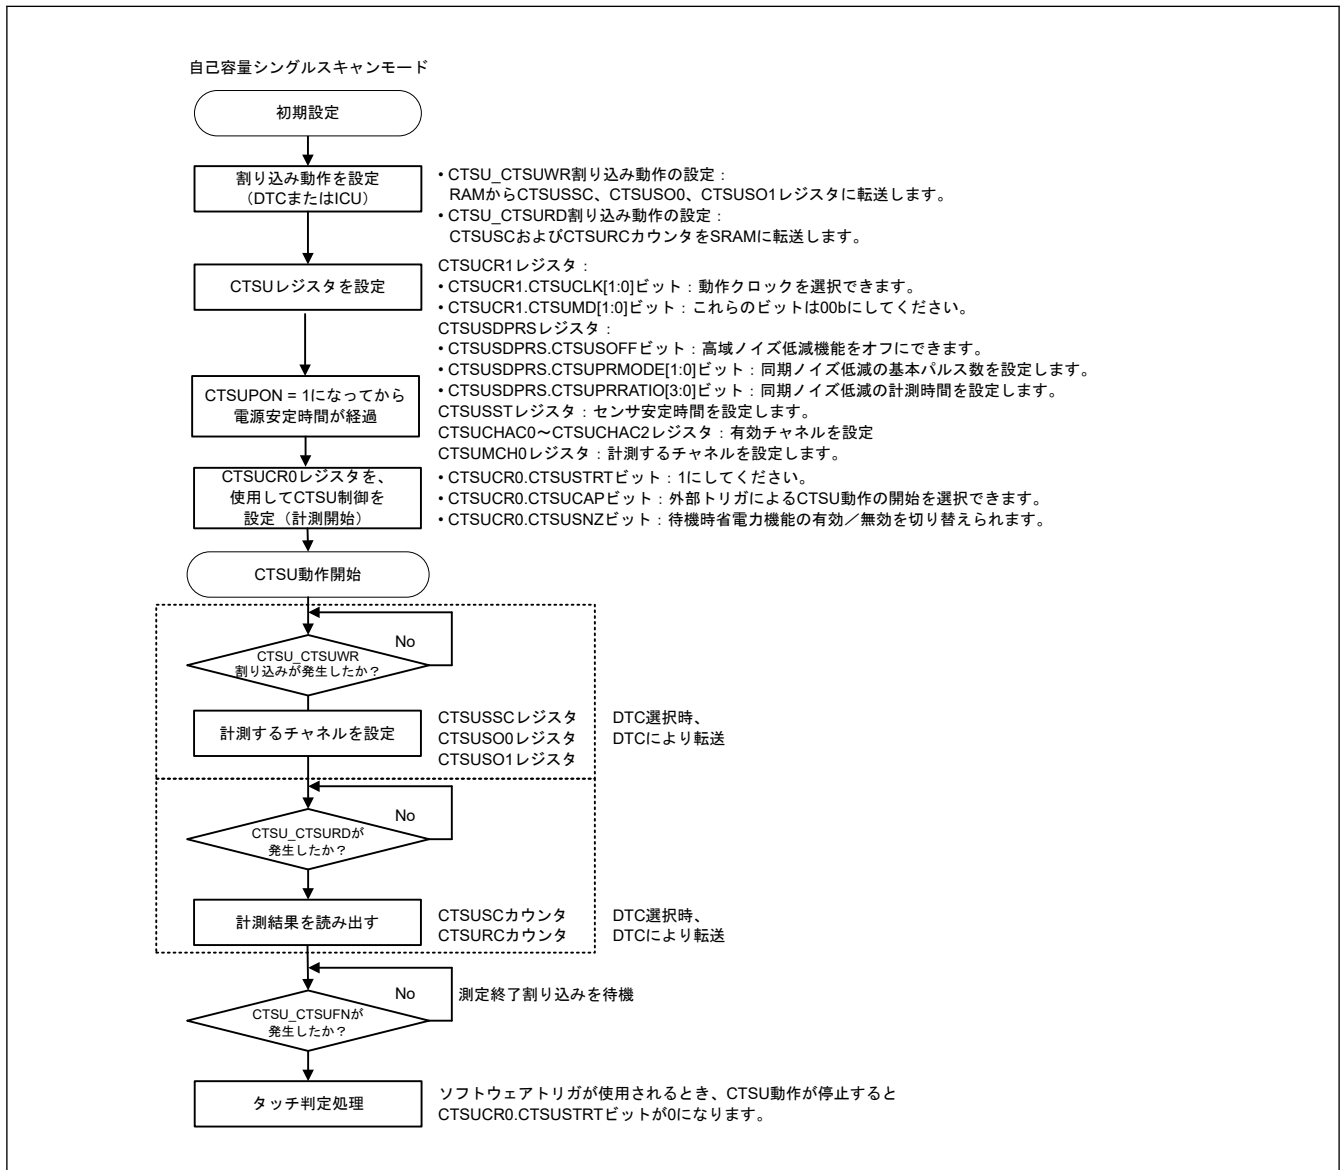 自己容量シングルスキャンモード
初期設定
割り込み動作を設定
（DTCまたはICU）
• CTSU_CTSUWR割り込み動作の設定：
RAMからCTSUSSC、CTSUSO0、CTSUSO1レジスタに転送します。
• CTSU_CTSURD割り込み動作の設定：
CTSUSCおよびCTSURCカウンタをSRAMに転送します。
CTSUレジスタを設定
CTSUCR1レジスタ：
• CTSUCR1.CTSUCLK[1:0]ビット：動作クロックを選択できます。
• CTSUCR1.CTSUMD[1:0]ビット：これらのビットは00bにしてください。
CTSUSDPRSレジスタ：
• CTSUSDPRS.CTSUSOFFビット：高域ノイズ低減機能をオフにできます。
• CTSUSDPRS.CTSUPRMODE[1:0]ビット：同期ノイズ低減の基本パルス数を設定します。
• CTSUSDPRS.CTSUPRRATIO[3:0]ビット：同期ノイズ低減の計測時間を設定します。
CTSUSSTレジスタ：センサ安定時間を設定します。
CTSUCHAC0～CTSUCHAC2レジスタ：有効チャネルを設定
CTSUMCH0レジスタ：計測するチャネルを設定します。
CTSUPON = 1になってから
電源安定時間が経過
CTSUCR0レジスタを、
使用してCTSU制御を
設定（計測開始）
• CTSUCR0.CTSUSTRTビット：1にしてください。
• CTSUCR0.CTSUCAPビット：外部トリガによるCTSU動作の開始を選択できます。
• CTSUCR0.CTSUSNZビット：待機時省電力機能の有効／無効を切り替えられます。
CTSU動作開始
No
CTSU_CTSUWR
割り込みが発生したか？
計測するチャネルを設定
CTSUSSCレジスタ
CTSUSO0レジスタ
CTSUSO1レジスタ
DTC選択時、
DTCにより転送
No
CTSU_CTSURDが
発生したか？
計測結果を読み出す
CTSUSCカウンタ
CTSURCカウンタ
DTC選択時、
DTCにより転送
No
測定終了割り込みを待機
CTSU_CTSUFNが
発生したか？
タッチ判定処理
ソフトウェアトリガが使用されるとき、CTSU動作が停止すると
CTSUCR0.CTSUSTRTビットが0になります。